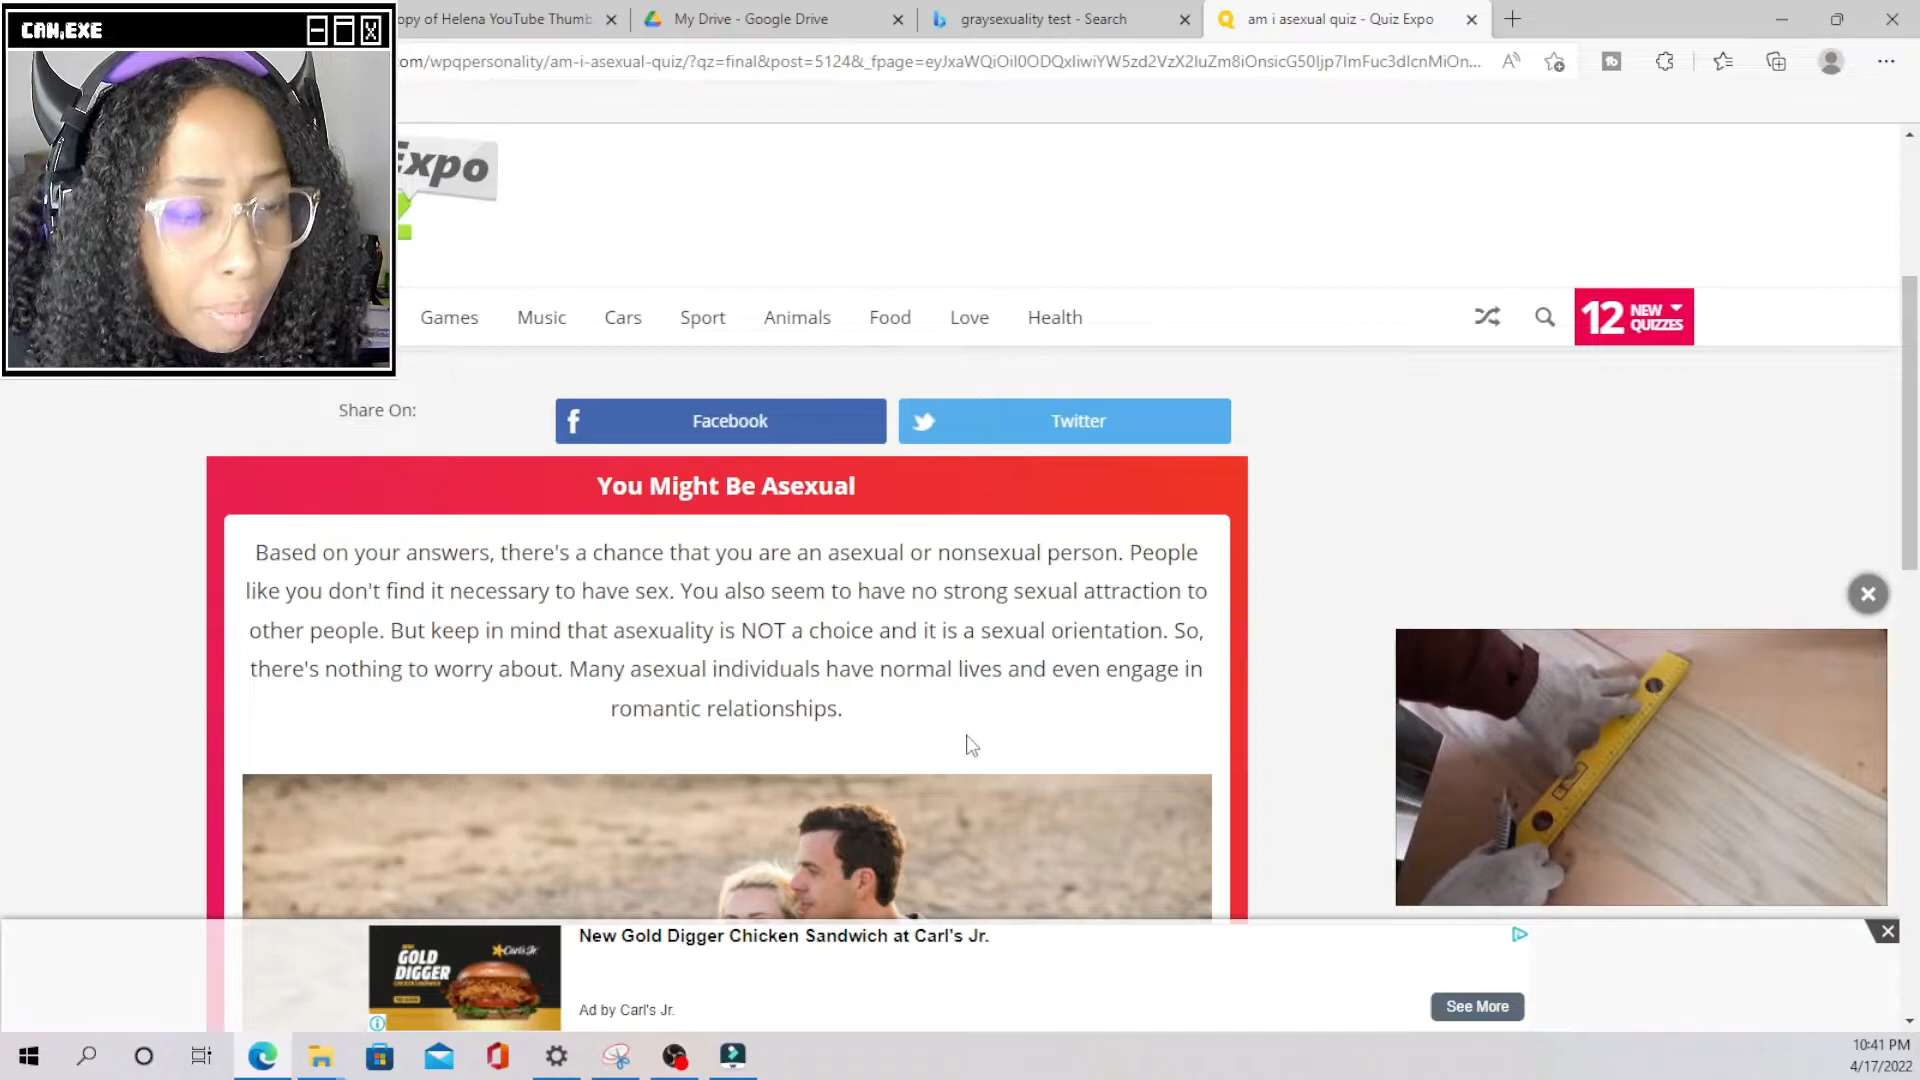 CAM.EXE
opy of Helena YouTube Thumb
My Drive - Google Drive
graysexuality test - Search
am i asexual quiz - Quiz Expo
com/wpqpersonality/am-i-asexual-quiz/?qz=final&post=5124&_fpage=eyJxaWQiOiI0ODQxIiwiYW5zd2VzX2luZm8iOnsicG50Ijp7ImFuc3dlcnMiOn...
Expo
Games Music Cars Sport Animals Food Love Health
12 NEW
QUIZZES
Share On:
Facebook
Twitter
You Might Be Asexual
Based on your answers, there's a chance that you are an asexual or nonsexual person. People
like you don't find it necessary to have sex. You also seem to have no strong sexual attraction to
other people. But keep in mind that asexuality is NOT a choice and it is a sexual orientation. So,
there's nothing to worry about. Many asexual individuals have normal lives and even engage in
romantic relationships.
GOLD
DIGGER
Carl's Jr.
New Gold Digger Chicken Sandwich at Carl's Jr.
Ad by Carl's Jr.
See More
10:41 PM
4/17/2022